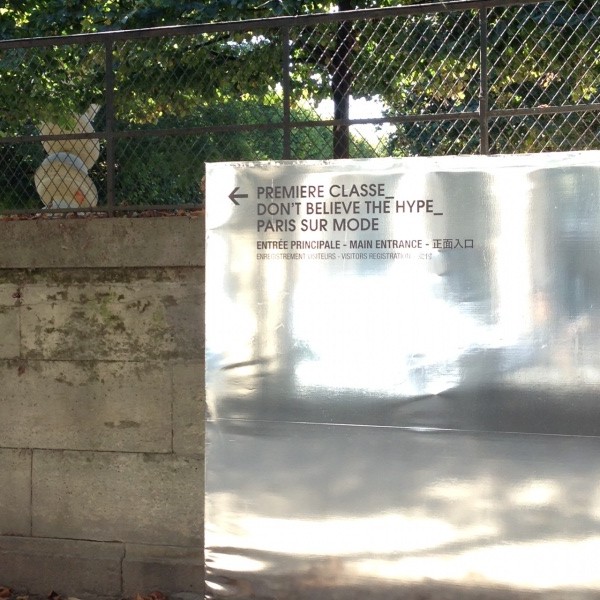 ← PREMIERE CLASSE_
DON'T BELIEVE THE HYPE_
PARIS SUR MODE
ENTRÉE PRINCIPALE - MAIN ENTRANCE - 正面入口
ENREGISTREMENT VISITEURS - VISITORS REGISTRATION -